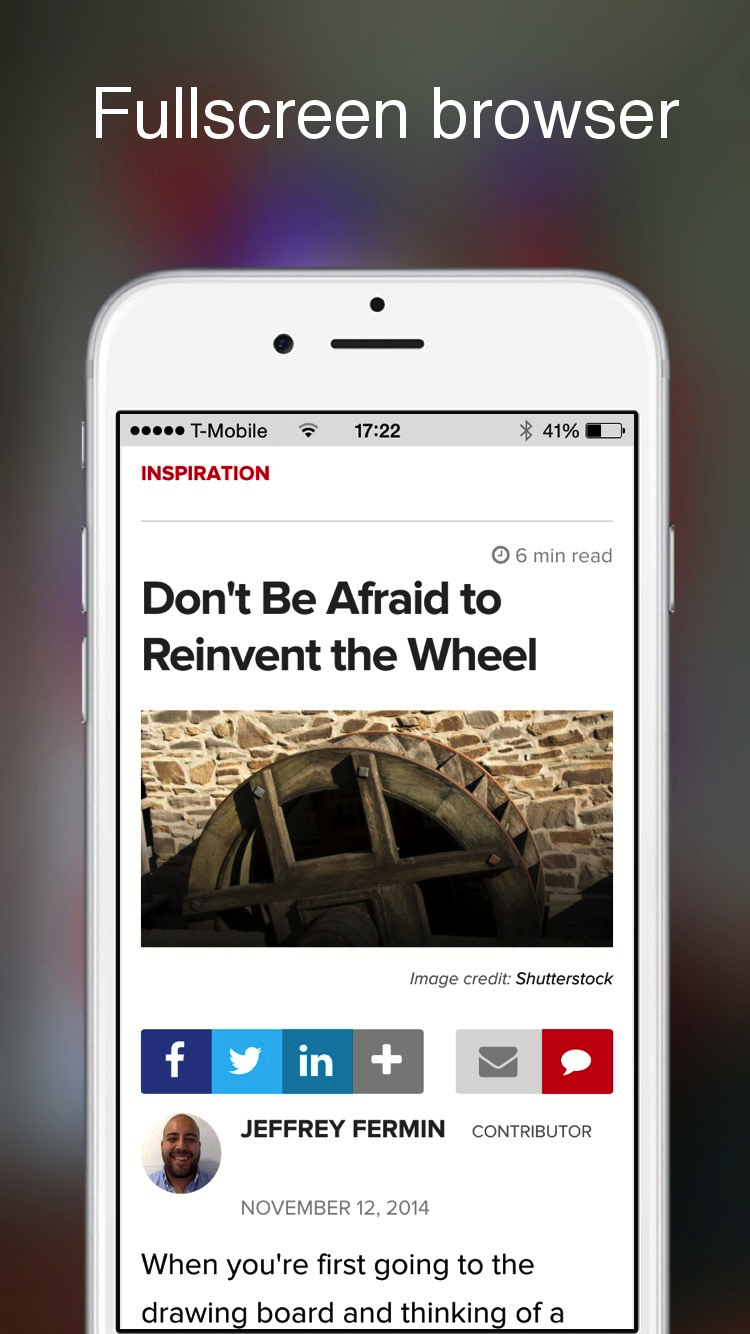 Fullscreen browser
T-Mobile 17:22 41%
INSPIRATION
6 min read
Don't Be Afraid to
Reinvent the Wheel
Image credit: Shutterstock
f in
JEFFREY FERMIN CONTRIBUTOR
NOVEMBER 12, 2014
When you're first going to the
drawing board and thinking of a